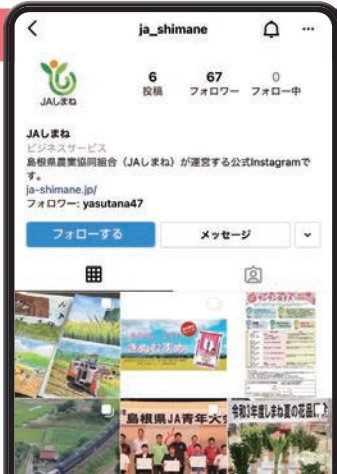 ja_shimane
JAしまね
6
67
0
投稿
フォロワー
フォロー中
JAしまね
ビジネスサービス
島根県農業協同組合（JAしまね）が運営する公式Instagramで
す。
ja-shimane.jp/
フォロワー: yasutana47
フォローする
メッセージ
島根県JA青年大
令和3年度しまね夏の花品